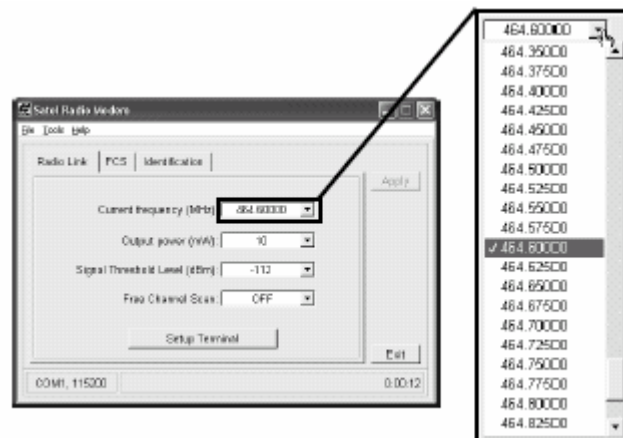 Satel Radio Modem
File Tools Help
Radio Link PCS Identification
Apply
Current frequency (MHz): 464.60000
Output power (mW): 10
Signal Threshold Level (dBm): -112
Free Channel Scan: OFF
Setup Terminal
Exit
COM1, 115200
0:00:12
464.60000
464.35000
464.37500
464.40000
464.42500
464.45000
464.47500
464.50000
464.52500
464.55000
464.57500
✓ 464.60000
464.62500
464.65000
464.67500
464.70000
464.72500
464.75000
464.77500
464.80000
464.82500